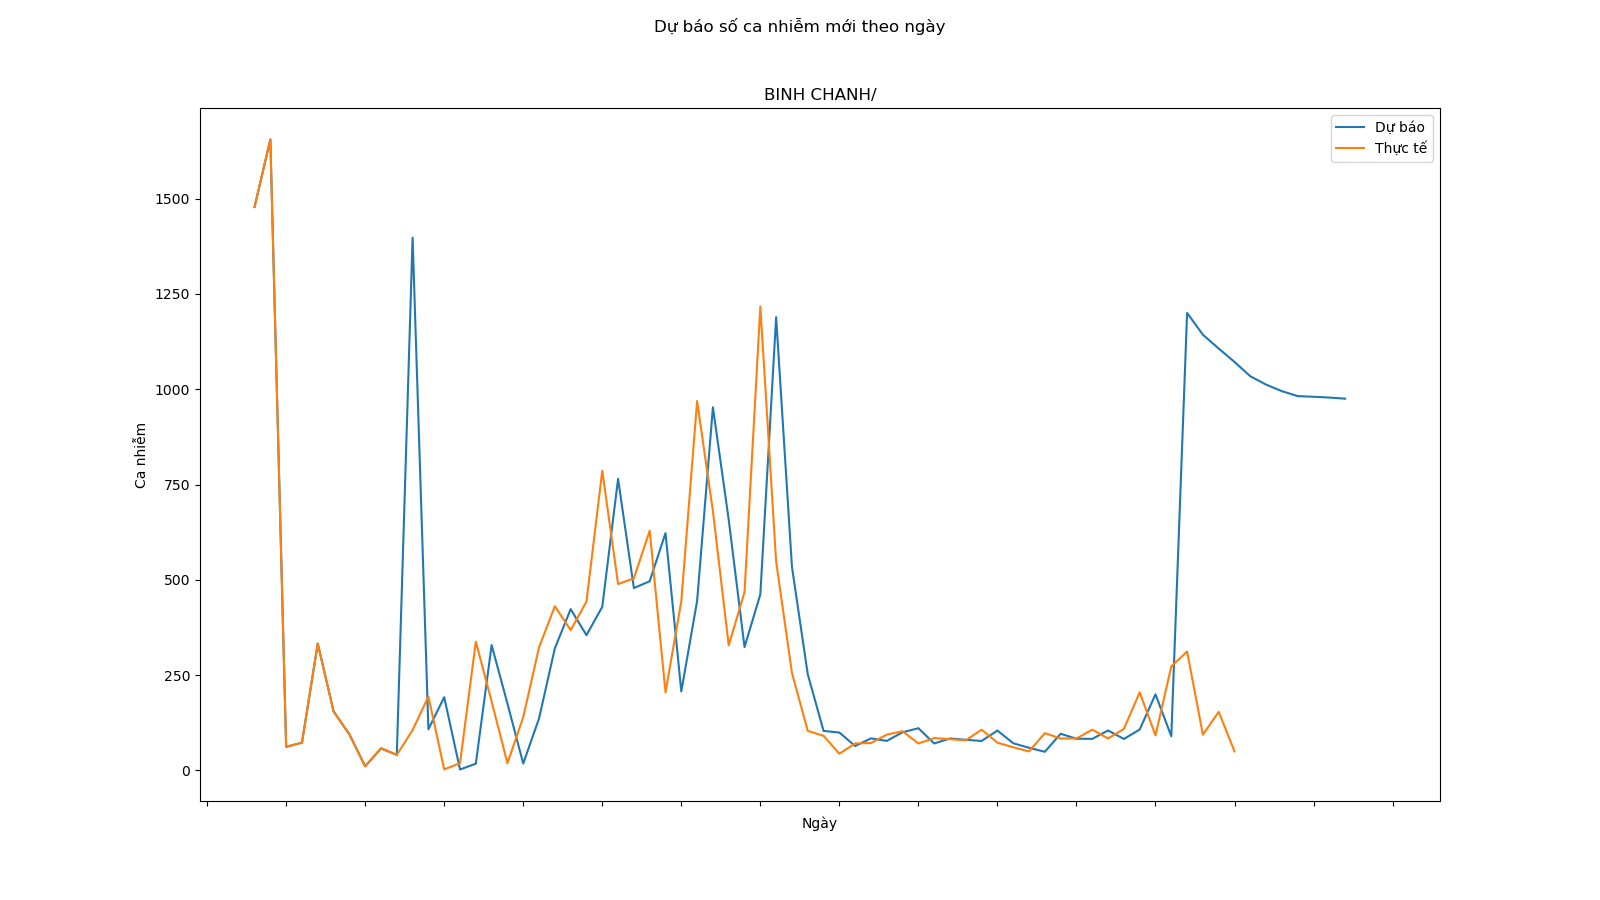 Dự báo số ca nhiễm mới theo ngày
BINH CHANH/
Dự báo
Thực tế
1500
1250
1000
750
500
250
0
Ca nhiễm
Ngày